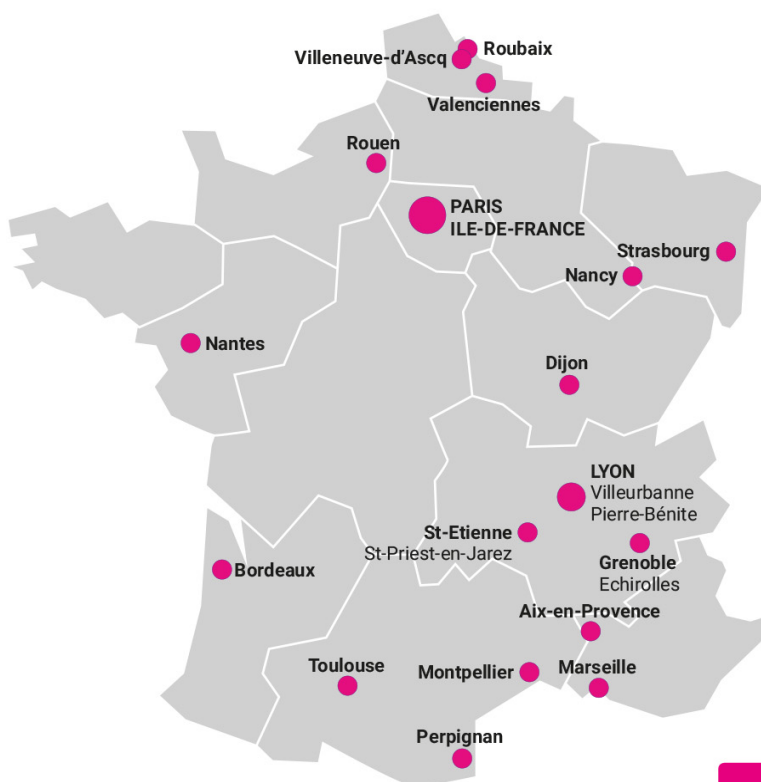 Roubaix
Villeneuve-d’Ascq
Valenciennes
Rouen
PARIS
ILE-DE-FRANCE
Strasbourg
Nancy
Nantes
Dijon
LYON
Villeurbanne
Pierre-Bénite
St-Etienne
St-Priest-en-Jarez
Grenoble
Echirolles
Bordeaux
Aix-en-Provence
Toulouse
Montpellier
Marseille
Perpignan